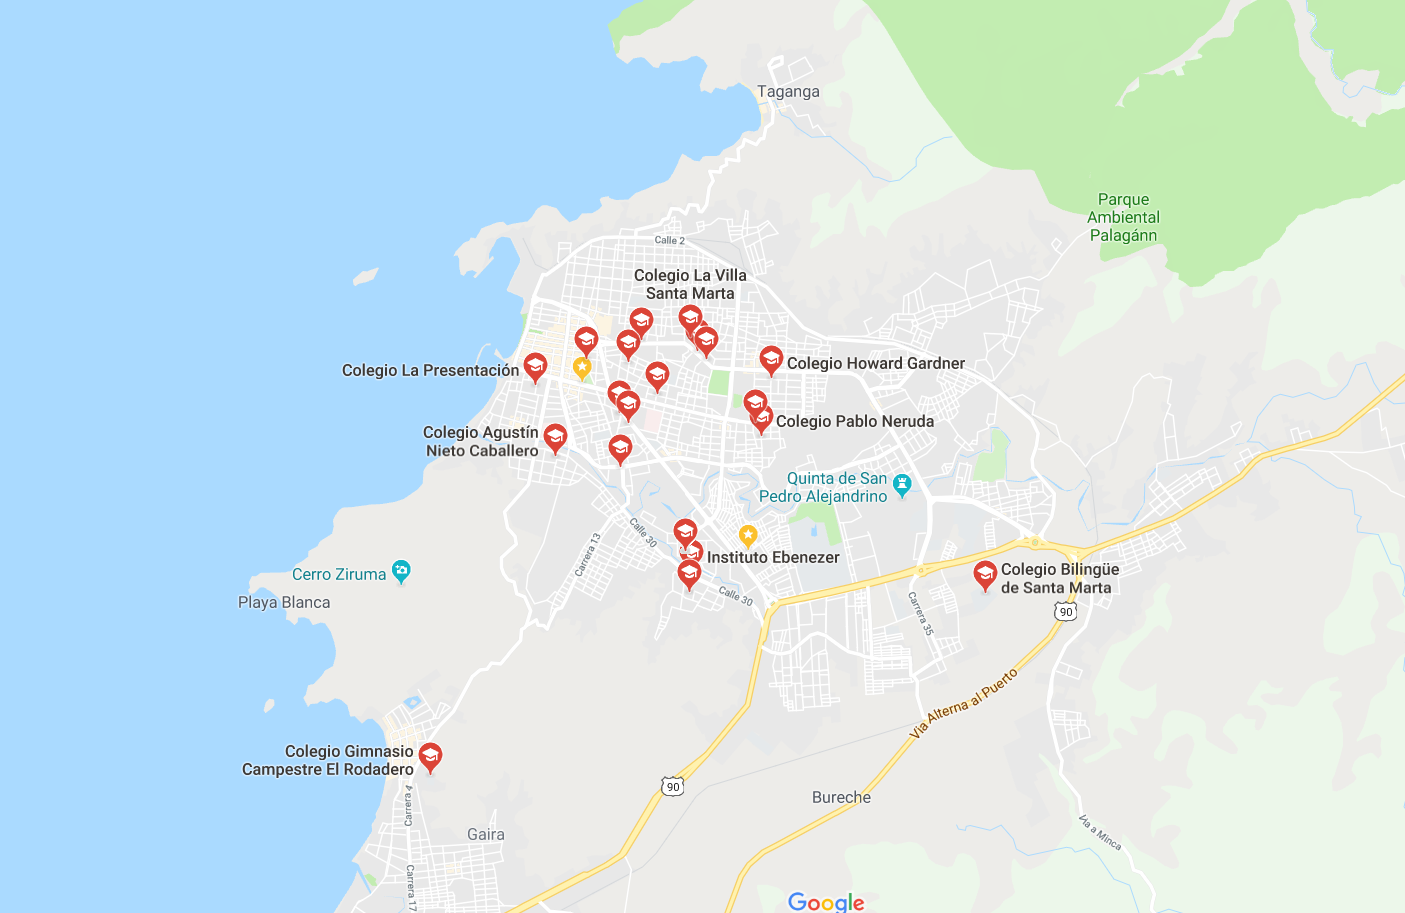 Taganga
Parque
Ambiental
Palagánn
Calle 2
Colegio La Villa
Santa Marta
Colegio Howard Gardner
Colegio La Presentación
Colegio Pablo Neruda
Colegio Agustín
Nieto Caballero
Quinta de San
Pedro Alejandrino
Calle 30
Carrera 13
Instituto Ebenezer
Cerro Ziruma
Playa Blanca
Colegio Bilingüe
de Santa Marta
Calle 30
Carrera 35
90
Via Alterna al Puerto
Colegio Gimnasio
Campestre El Rodadero
90
Bureche
Carrera 4
Gaira
Via a Minca
Carrera 17
Google